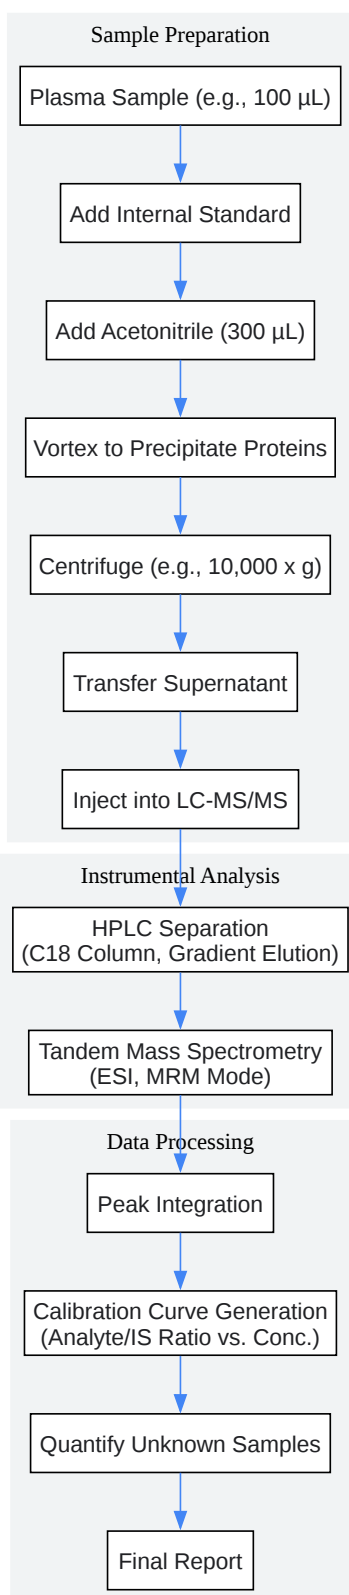 Sample Preparation
Plasma Sample (e.g., 100 µL)
Add Internal Standard
Add Acetonitrile (300 µL)
Vortex to Precipitate Proteins
Centrifuge (e.g., 10,000 x g)
Transfer Supernatant
Inject into LC-MS/MS
Instrumental Analysis
HPLC Separation
(C18 Column, Gradient Elution)
Tandem Mass Spectrometry
(ESI, MRM Mode)
Data Processing
Peak Integration
Calibration Curve Generation
(Analyte/IS Ratio vs. Conc.)
Quantify Unknown Samples
Final Report